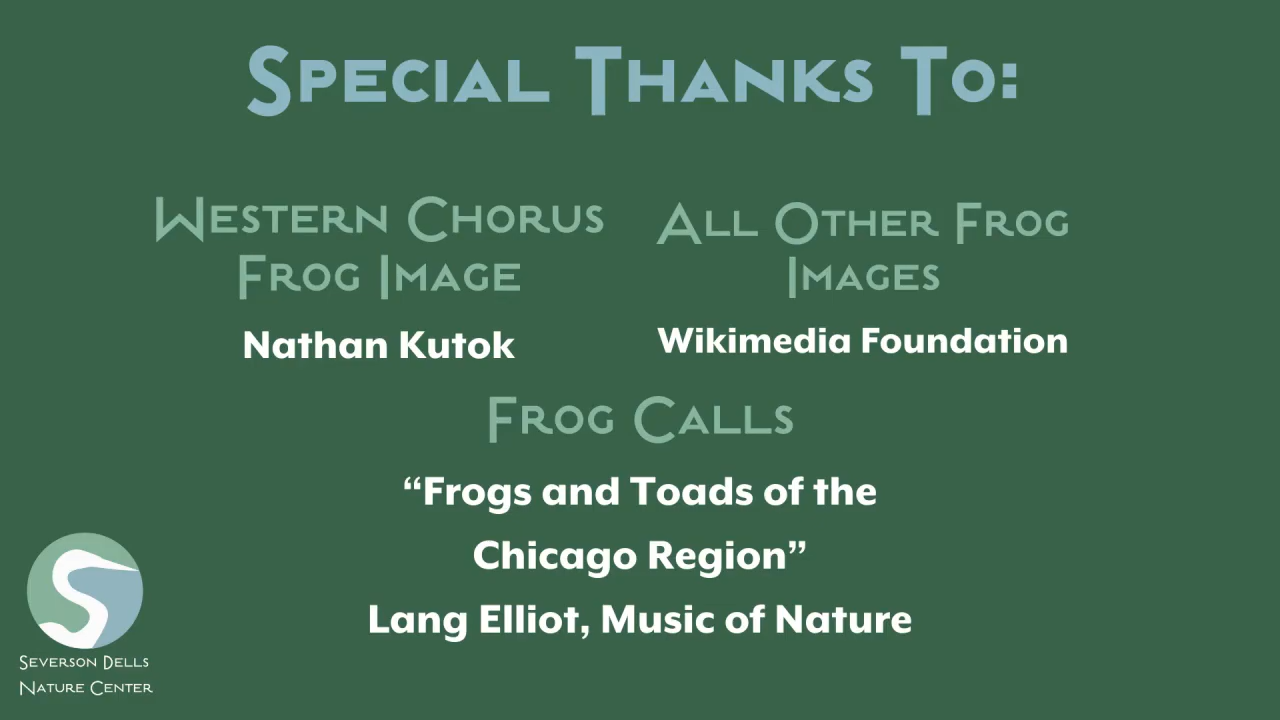 Special Thanks To:
Western Chorus
Frog Image
Nathan Kutok
All Other Frog
Images
Wikimedia Foundation
Frog Calls
“Frogs and Toads of the
Chicago Region”
Lang Elliot, Music of Nature
Severson Dells
Nature Center